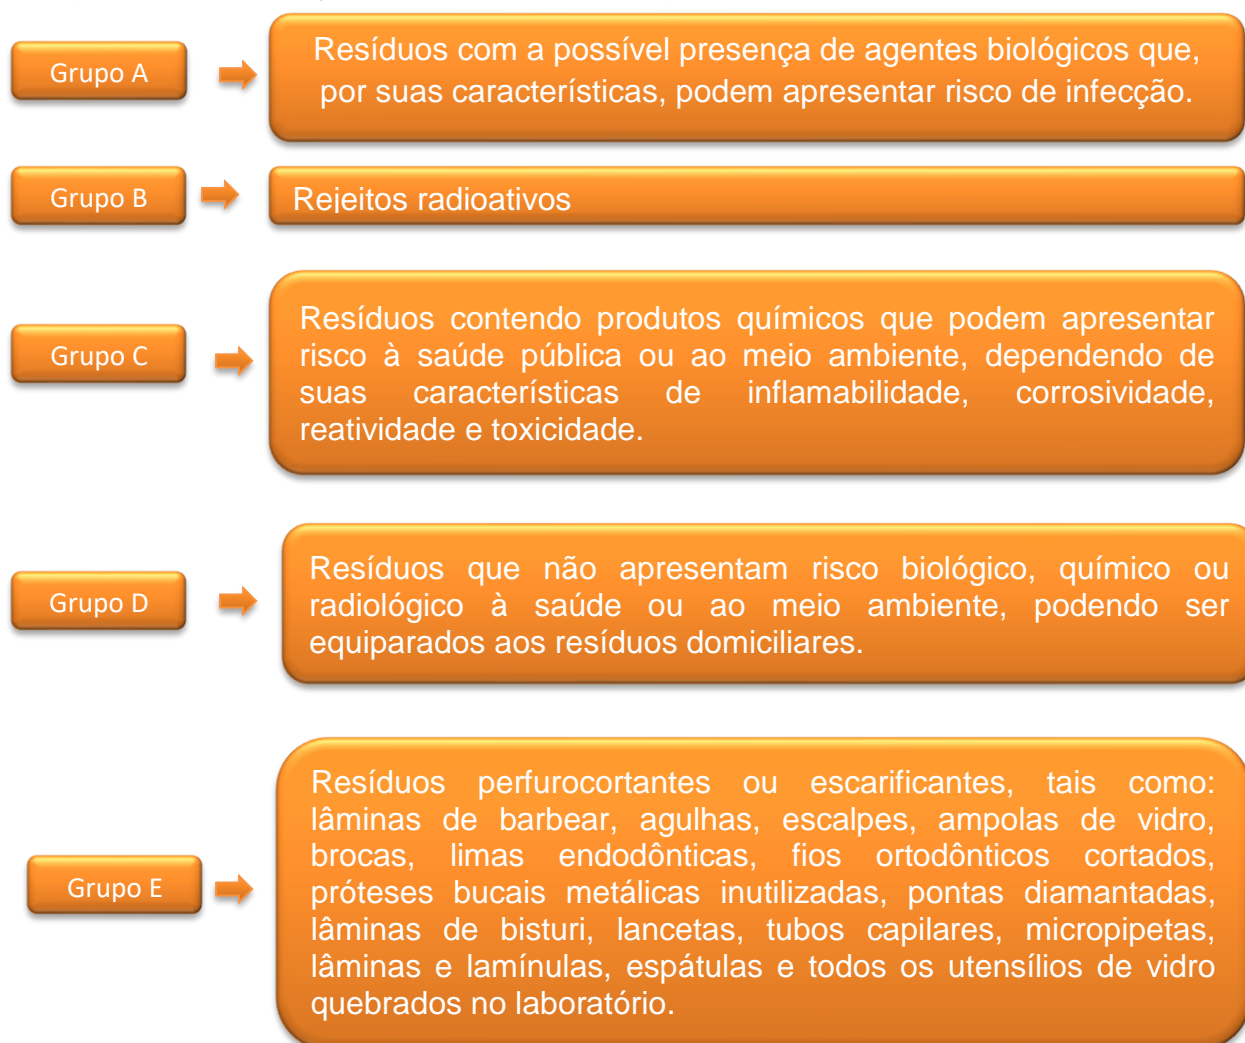 Grupo A
Resíduos com a possível presença de agentes biológicos que,
por suas características, podem apresentar risco de infecção.
Grupo B
Rejeitos radioativos
Grupo C
Resíduos contendo produtos químicos que podem apresentar
risco à saúde pública ou ao meio ambiente, dependendo de
suas características de inflamabilidade, corrosividade,
reatividade e toxicidade.
Grupo D
Resíduos que não apresentam risco biológico, químico ou
radiológico à saúde ou ao meio ambiente, podendo ser
equiparados aos resíduos domiciliares.
Grupo E
Resíduos perfurocortantes ou escarificantes, tais como:
lâminas de barbear, agulhas, escalpes, ampolas de vidro,
brocas, limas endodônticas, fios ortodônticos cortados,
próteses bucais metálicas inutilizadas, pontas diamantadas,
lâminas de bisturi, lancetas, tubos capilares, micropipetas,
lâminas e lamínulas, espátulas e todos os utensílios de vidro
quebrados no laboratório.